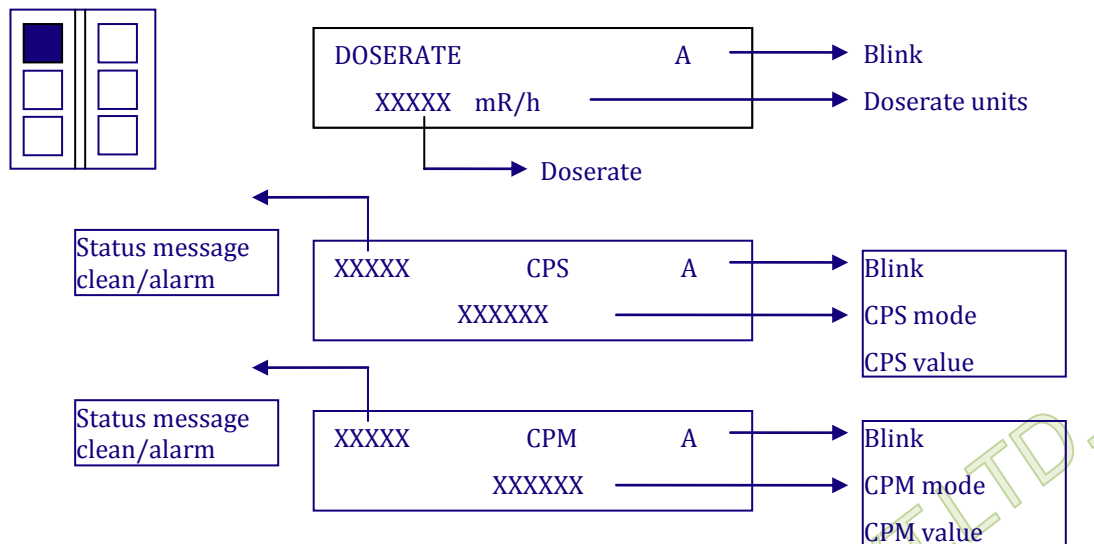 DOSERATE A
Blink
XXXXX mR/h
Doserate units
Doserate
Status message
clean/alarm
XXXXX CPS A
Blink
XXXXXX
CPS mode
CPS value
Status message
clean/alarm
XXXXX CPM A
Blink
XXXXXX
CPM mode
CPM value
LTD.